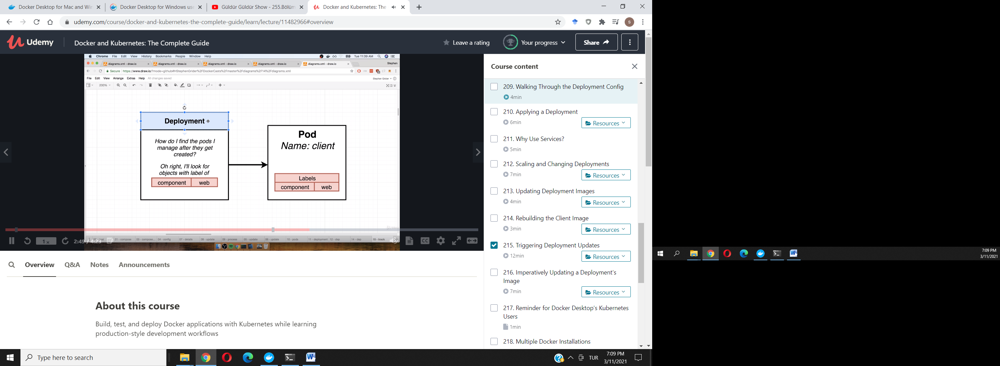 Docker Desktop for Mac and Win
Docker Desktop for Windows use
Güldür Güldür Show - 255.Bölüm
Docker and Kubernetes: The
udemy.com/course/docker-and-kubernetes-the-complete-guide/learn/lecture/11482966#overview
S
Udemy
Docker and Kubernetes: The Complete Guide
Leave a rating
Your progress
Share
Chrome File Edit View History Bookmarks People Window Help
Tue 11:39 AM
diagrams.xml - draw.io
diagrams.xml - draw.io
diagrams.xml - draw.io
diagrams.xml - draw.io
diagrams.xml - draw.io
Stephen
Secure
https://www.draw.io/?mode=github#HStephenGrider%2FDockerCasts%2Fmaster%2Fdiagrams%2F14%2Fdiagrams.xml
File Edit View Arrange Extras Help All changes saved
Stephen Grider
200%
Deployment
How do I find the pods I
manage after they get
created?
Oh right, I'll look for
objects with label of
component web
Pod
Name: client
Labels
component web
01 - compose
03 - compose...
04 - config
07 - details
08 - update
09 - process
05 - update
06 - update
10 - pods
11 - deployment
12 - dep
14 - dep
15 - track
1 x
2:49 / 4:23
CC
Course content
209. Walking Through the Deployment Config
4min
210. Applying a Deployment
6min
Resources
211. Why Use Services?
5min
212. Scaling and Changing Deployments
7min
Resources
213. Updating Deployment Images
4min
Resources
214. Rebuilding the Client Image
3min
Resources
215. Triggering Deployment Updates
12min
Resources
216. Imperatively Updating a Deployment's
Image
7min
Resources
217. Reminder for Docker Desktop's Kubernetes
Users
1min
218. Multiple Docker Installations
Overview
Q&A
Notes
Announcements
About this course
Build, test, and deploy Docker applications with Kubernetes while learning
production-style development workflows
Type here to search
TUR
7:09 PM
3/11/2021
7:09 PM
3/11/2021